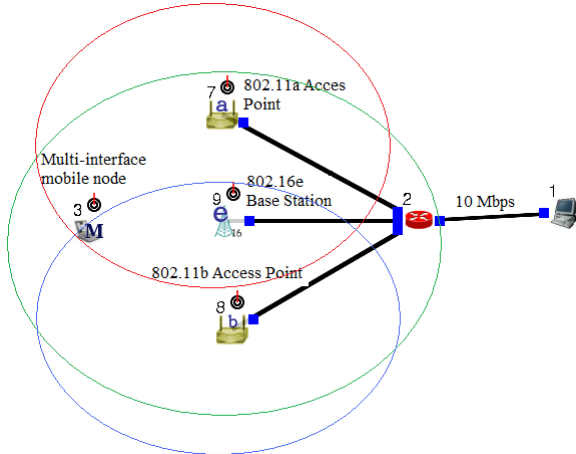 7
802.11a Acces
Point
a
Multi-interface
mobile node
3
M
9
802.16e
Base Station
e
16
2
10 Mbps
1
802.11b Access Point
8
b